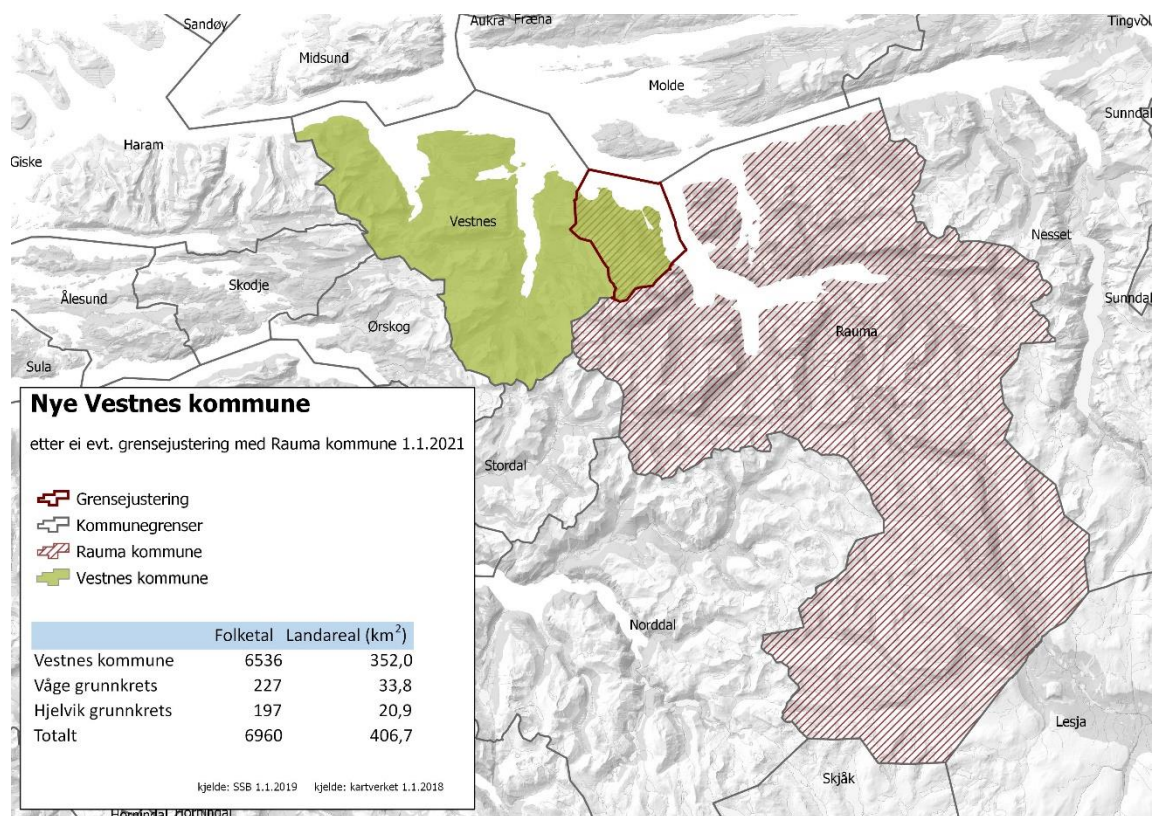 Sandøy
Aukra Fræna
Tingvol
Midsund
Molde
Sunndal
Haram
Giske
Vestnes
Nesset
Skodje
Ålesund
Sunndal
Ørskog
Rauma
Sula
Nye Vestnes kommune
etter ei evt. grensejustering med Rauma kommune 1.1.2021
Stordal
Grensejustering
Kommunegrenser
Rauma kommune
Vestnes kommune
Norddal
Folketal Landareal (km²)
Vestnes kommune 6536 352,0
Våge grunnkrets 227 33,8
Hjelvik grunnkrets 197 20,9
Totalt 6960 406,7
Lesja
Skjåk
kjelde: SSB 1.1.2019 kjelde: kartverket 1.1.2018
Hornindal Hornindal